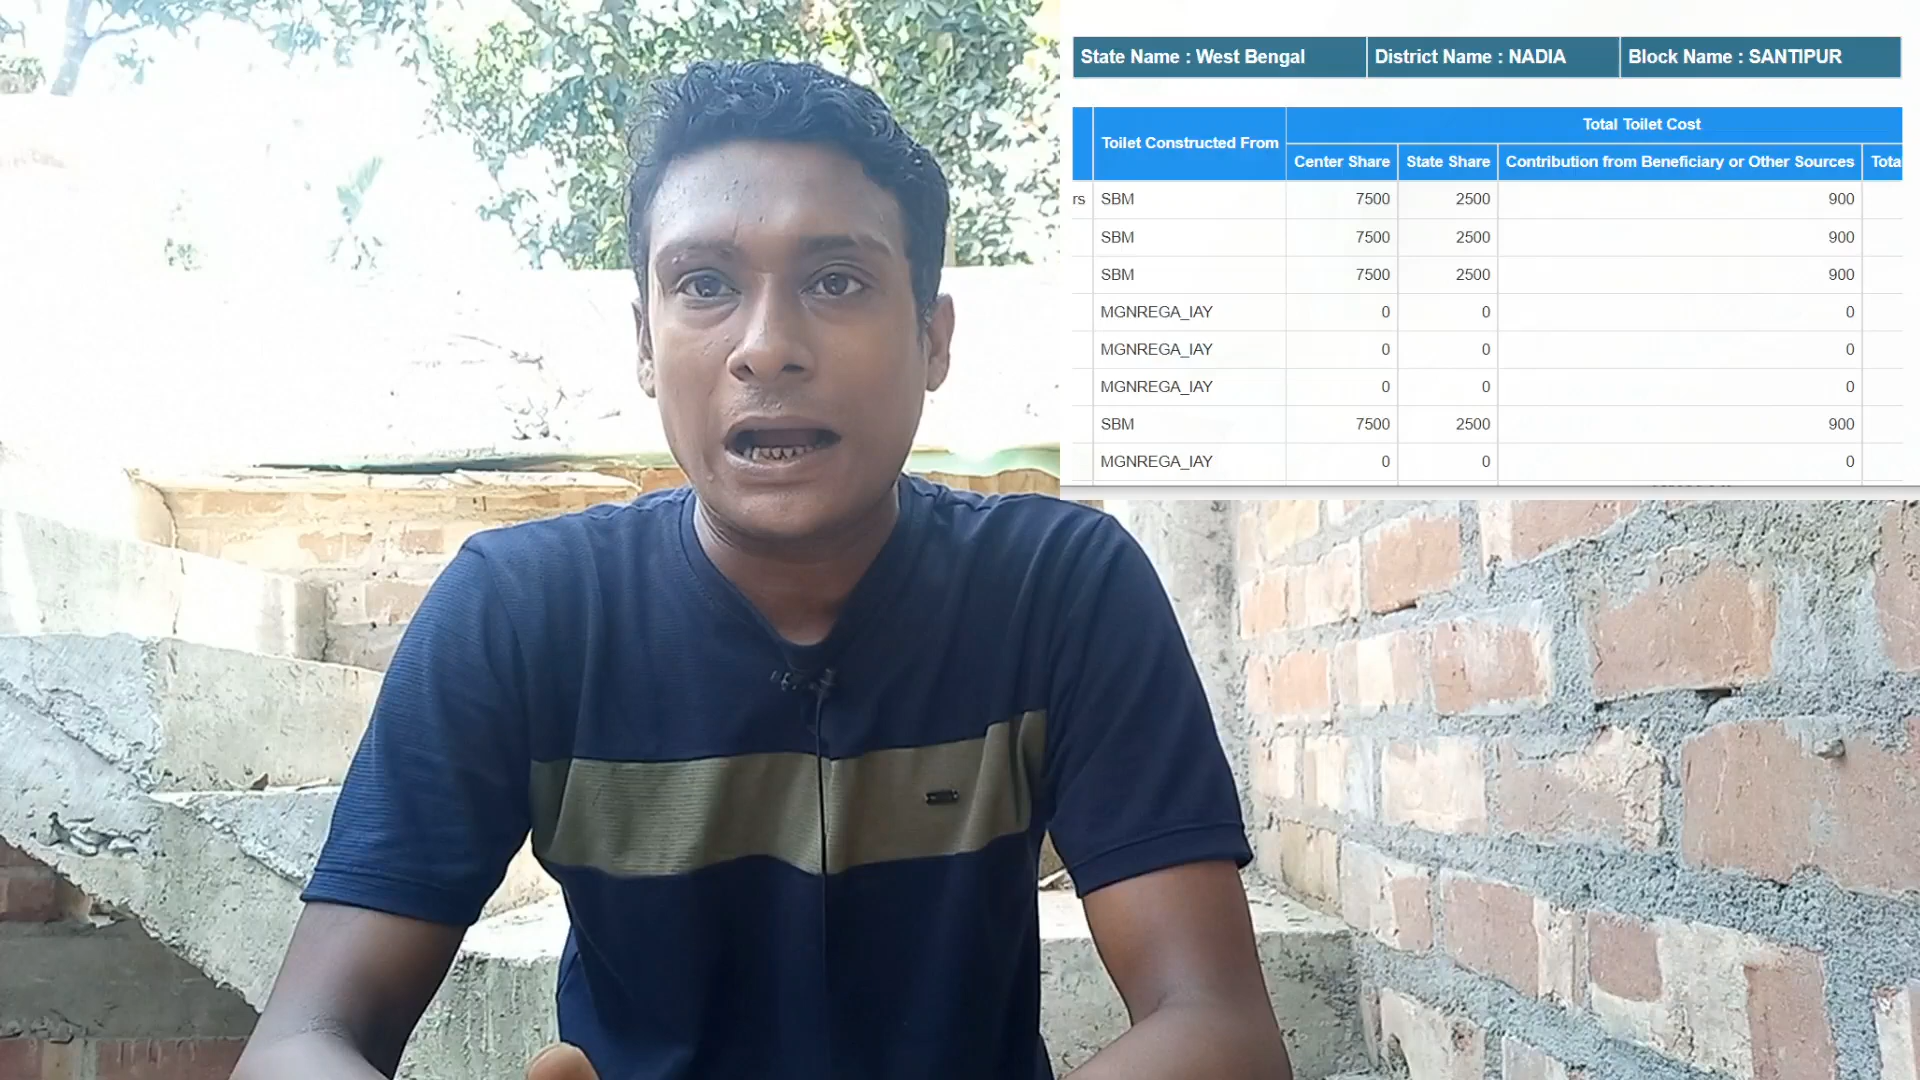 State Name : West Bengal District Name : NADIA Block Name : SANTIPUR
Total Toilet Cost
Toilet Constructed From
Center Share State Share Contribution from Beneficiary or Other Sources Tota
rs SBM 7500 2500 900
SBM 7500 2500 900
SBM 7500 2500 900
MGNREGA_IAY 0 0 0
MGNREGA_IAY 0 0 0
MGNREGA_IAY 0 0 0
SBM 7500 2500 900
MGNREGA_IAY 0 0 0